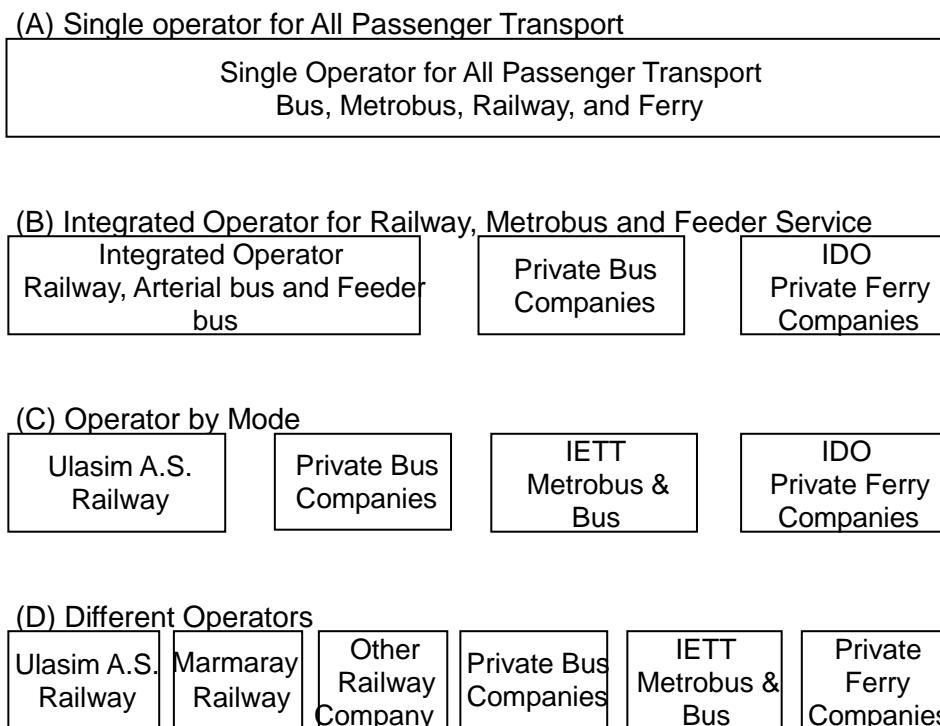 (A) Single operator for All Passenger Transport
Single Operator for All Passenger Transport
Bus, Metrobus, Railway, and Ferry
(B) Integrated Operator for Railway, Metrobus and Feeder Service
Integrated Operator
Railway, Arterial bus and Feeder
bus
Private Bus
Companies
IDO
Private Ferry
Companies
(C) Operator by Mode
Ulasim A.S.
Railway
Private Bus
Companies
IETT
Metrobus &
Bus
IDO
Private Ferry
Companies
(D) Different Operators
Ulasim A.S.
Railway
Marmaray
Railway
Other
Railway
Company
Private Bus
Companies
IETT
Metrobus &
Bus
Private
Ferry
Companies